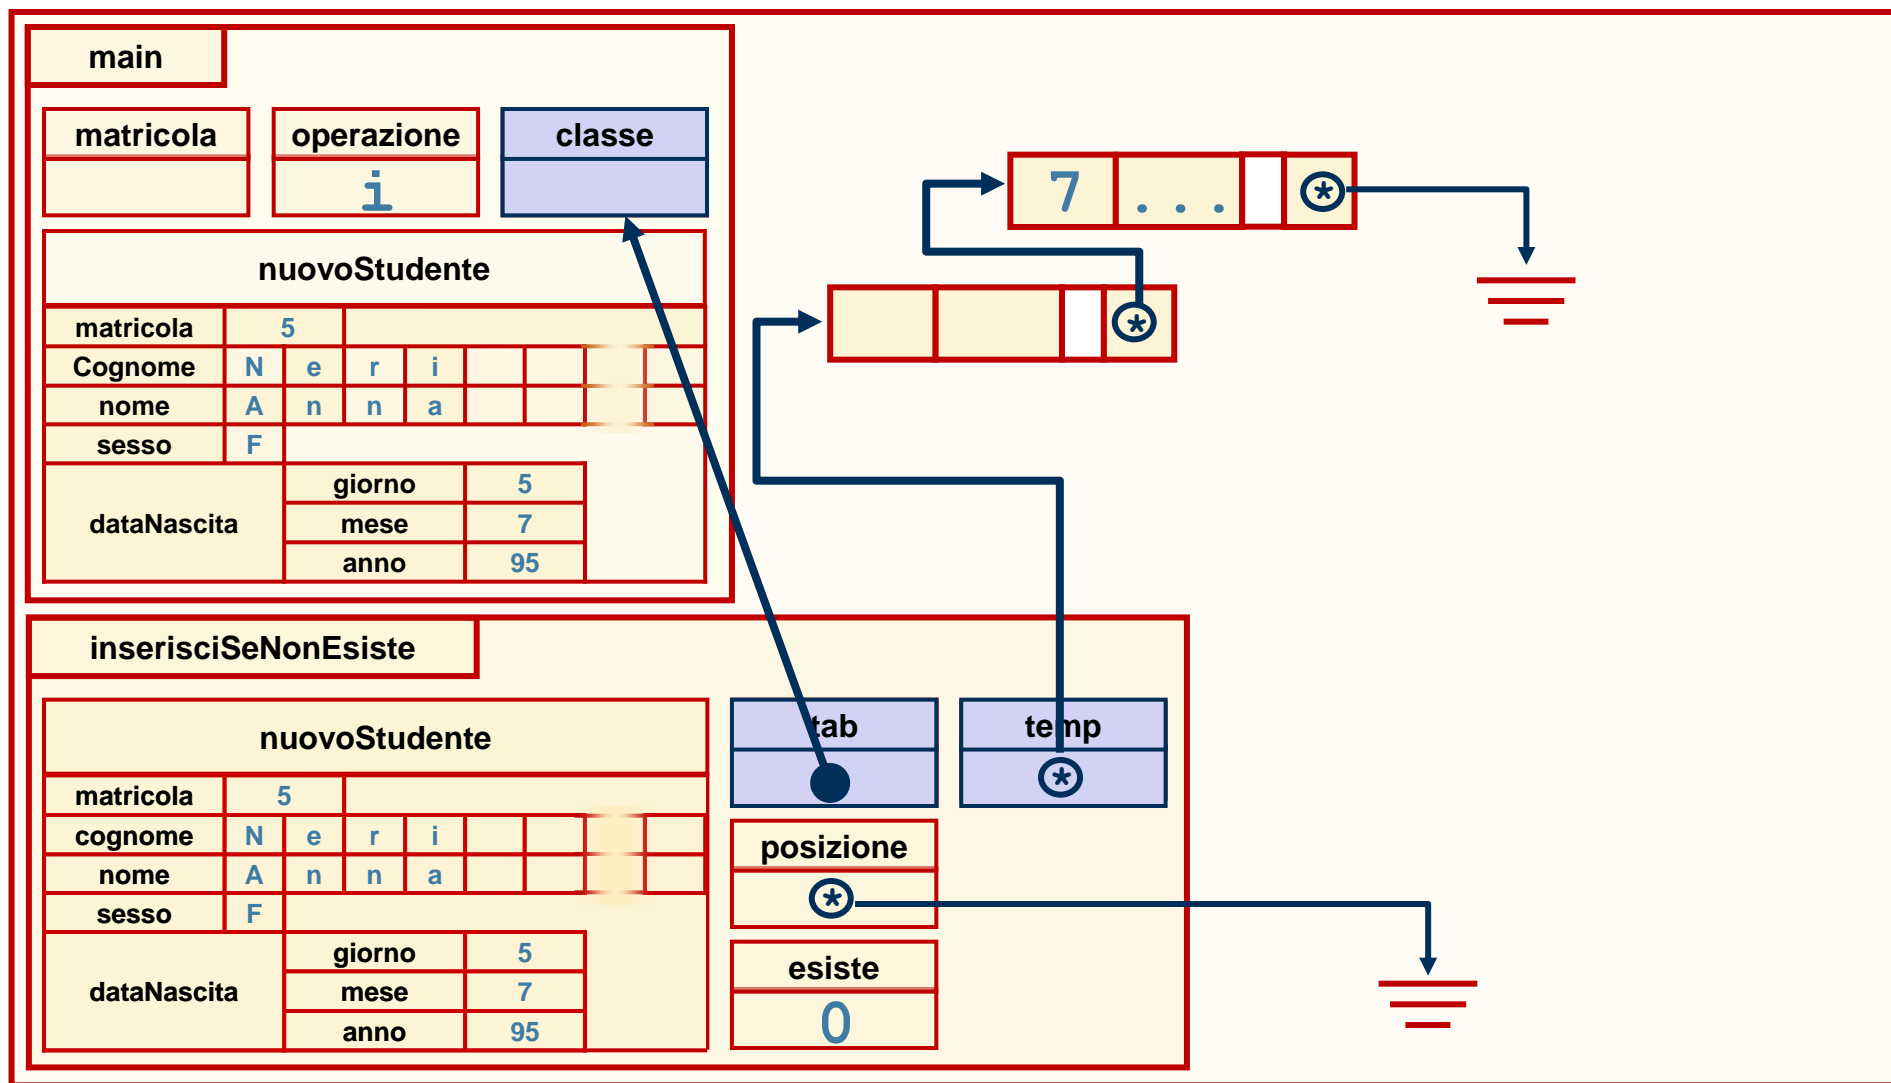 main
matricola operazione classe
i
7 . . .
*
nuovoStudente
matricola 5
*
Cognome N e r i
nome A n n a
sesso F
dataNascita
giorno 5
mese 7
anno 95
inserisciSeNonEsiste
nuovoStudente
tab temp
*
matricola 5
cognome N e r i
nome A n n a
sesso F
dataNascita
giorno 5
mese 7
anno 95
posizione
*
esiste
0